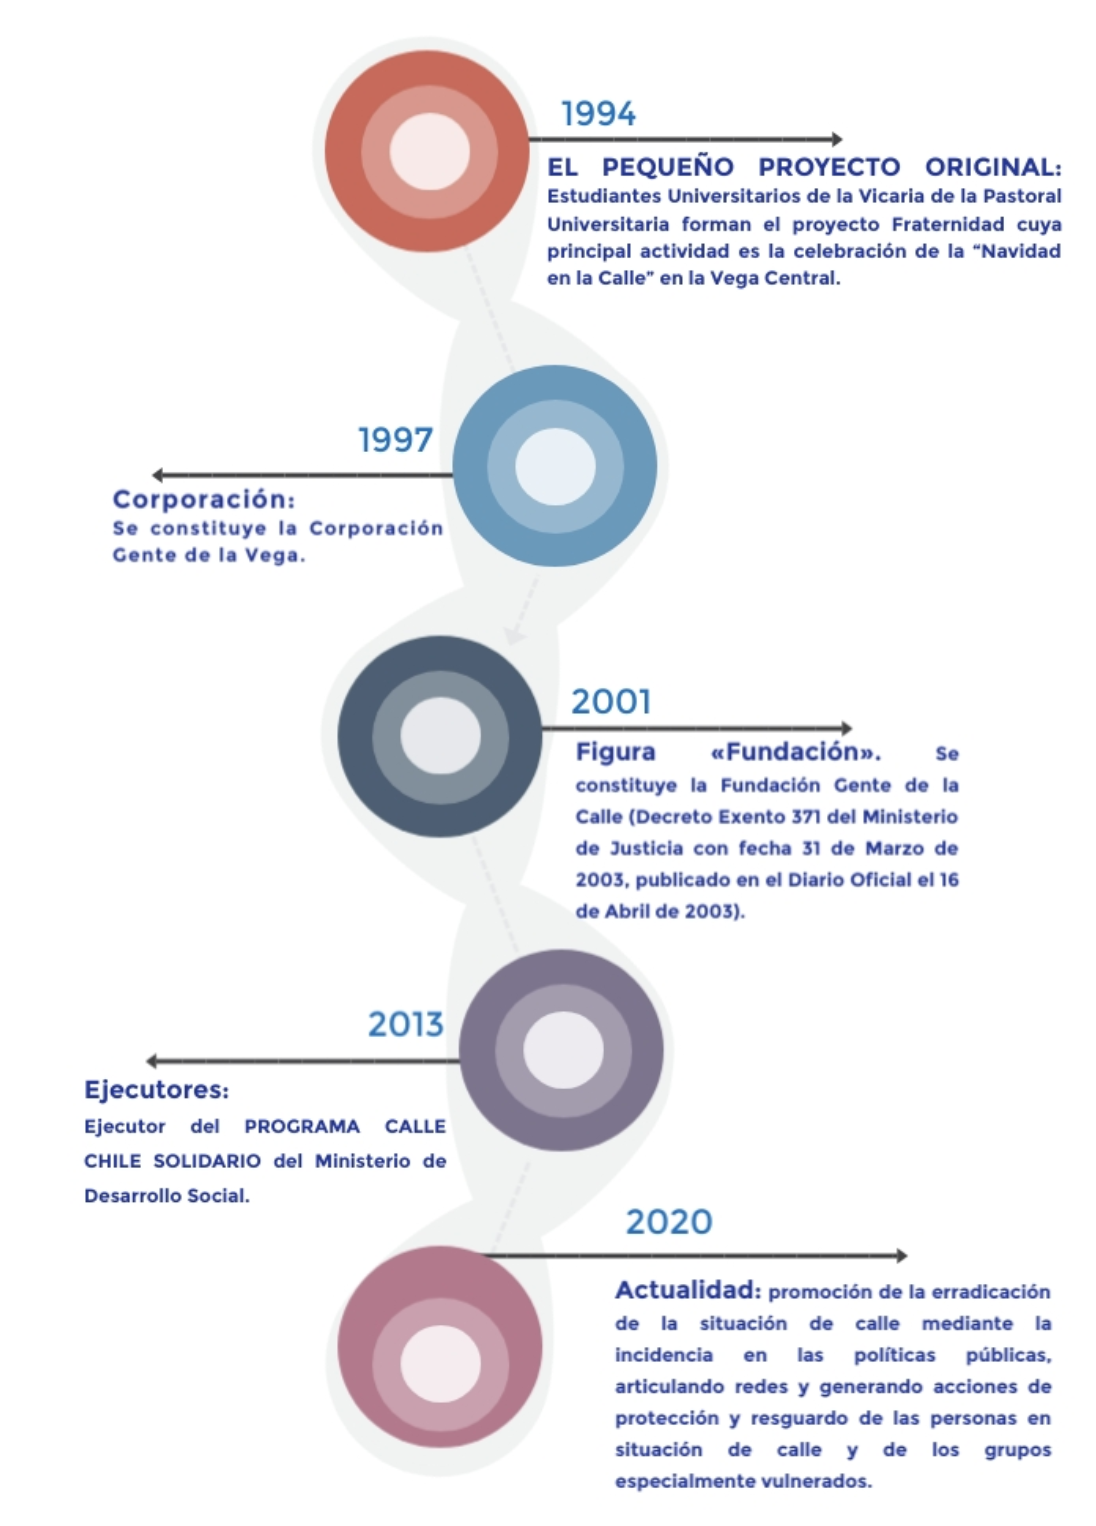 1994
EL PEQUEÑO PROYECTO ORIGINAL:
Estudiantes Universitarios de la Vicaria de la Pastoral
Universitaria forman el proyecto Fraternidad cuya
principal actividad es la celebración de la “Navidad
en la Calle” en la Vega Central.
1997
Corporación:
Se constituye la Corporación
Gente de la Vega.
2001
Figura «Fundación». Se
constituye la Fundación Gente de la
Calle (Decreto Exento 371 del Ministerio
de Justicia con fecha 31 de Marzo de
2003, publicado en el Diario Oficial el 16
de Abril de 2003).
2013
Ejecutores:
Ejecutor del PROGRAMA CALLE
CHILE SOLIDARIO del Ministerio de
Desarrollo Social.
2020
Actualidad: promoción de la erradicación
de la situación de calle mediante la
incidencia en las políticas públicas,
articulando redes y generando acciones de
protección y resguardo de las personas en
situación de calle y de los grupos
especialmente vulnerados.